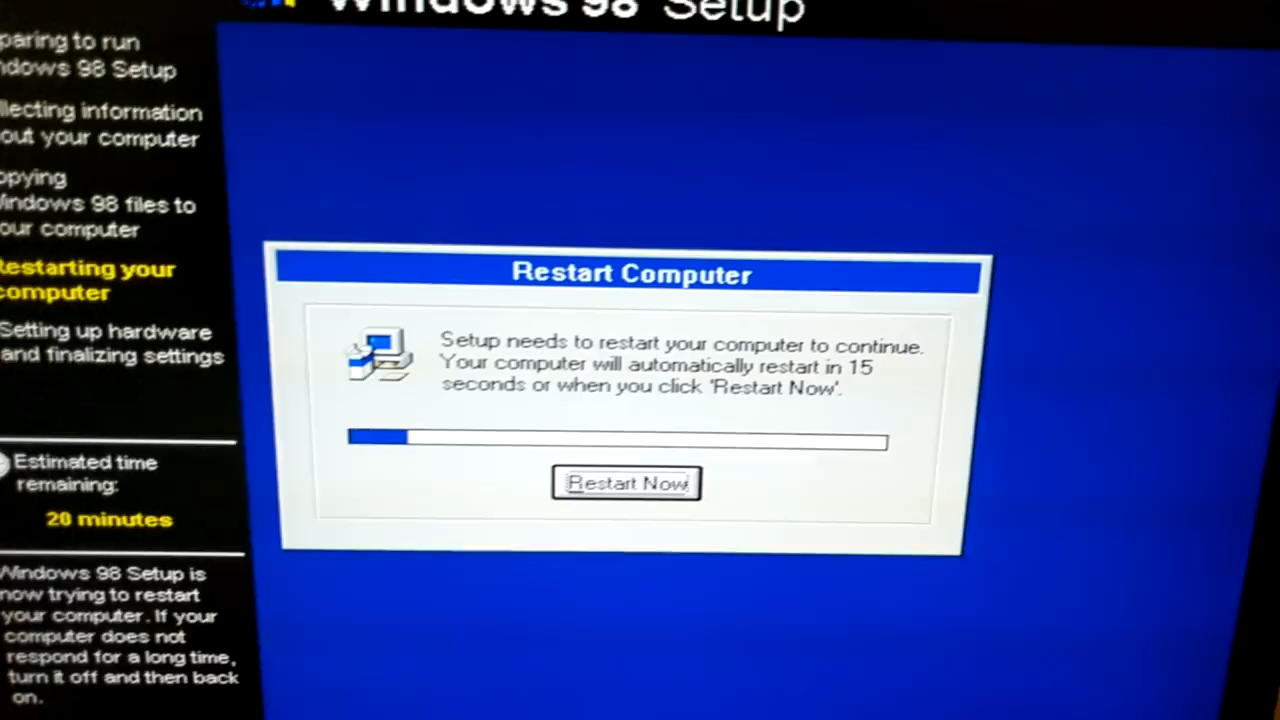 Windows 98 Setup
paring to run
ndows 98 Setup
llecting information
out your computer
opying
Windows 98 files to
our computer
Restarting your
computer
Setting up hardware
and finalizing settings
Estimated time
remaining:
20 minutes
Windows 98 Setup is
now trying to restart
your computer. If your
computer does not
respond for a long time,
turn it off and then back
on.
Restart Computer
Setup needs to restart your computer to continue.
Your computer will automatically restart in 15
seconds or when you click 'Restart Now'.
Restart Now